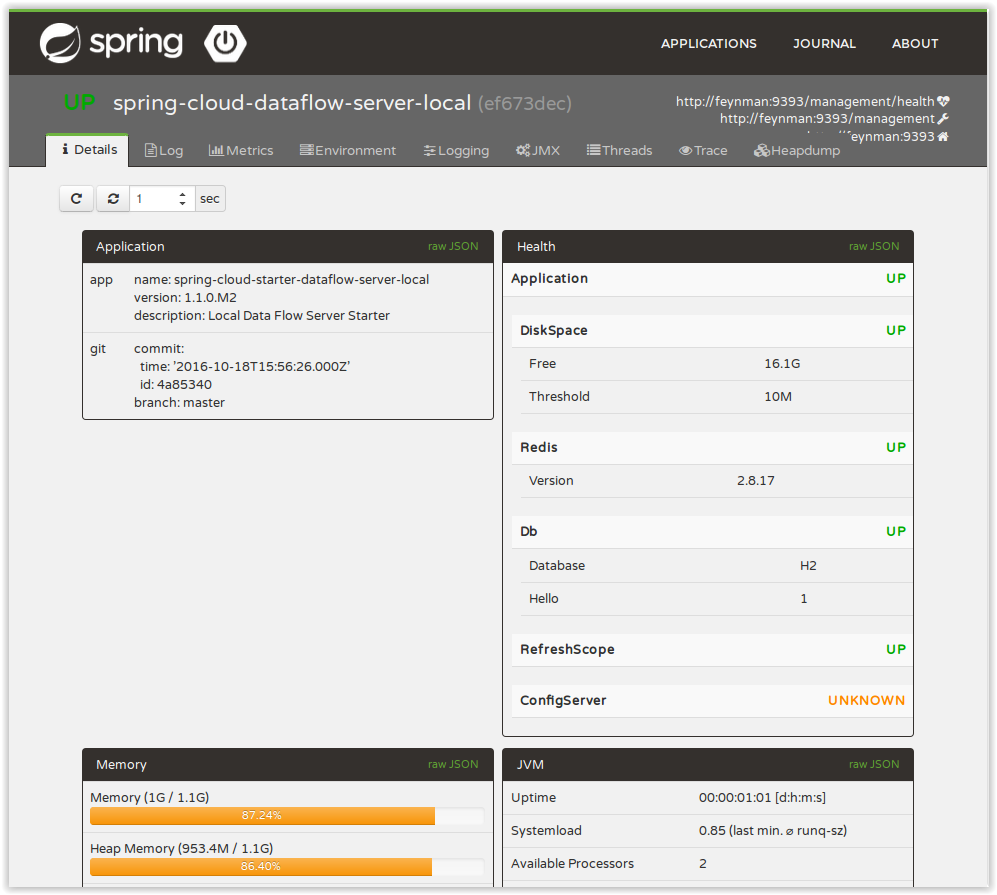 spring
APPLICATIONS JOURNAL ABOUT
UP spring-cloud-dataflow-server-local (ef673dec)
http://feynman:9393/management/health
http://feynman:9393/management
feynman:9393
Details Log Metrics Environment Logging JMX Threads Trace Heapdump
1 sec
Application raw JSON
app name: spring-cloud-starter-dataflow-server-local
version: 1.1.0.M2
description: Local Data Flow Server Starter
git commit:
time: '2016-10-18T15:56:26.000Z'
id: 4a85340
branch: master
Health raw JSON
Application UP
DiskSpace UP
Free 16.1G
Threshold 10M
Redis UP
Version 2.8.17
Db UP
Database H2
Hello 1
RefreshScope UP
ConfigServer UNKNOWN
Memory raw JSON
Memory (1G / 1.1G)
87.24%
Heap Memory (953.4M / 1.1G)
86.40%
JVM raw JSON
Uptime 00:00:01:01 [d:h:m:s]
Systemload 0.85 (last min. ⌀ runq-sz)
Available Processors 2